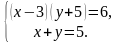 (x−3)(y+5)=6,
x+y=5.